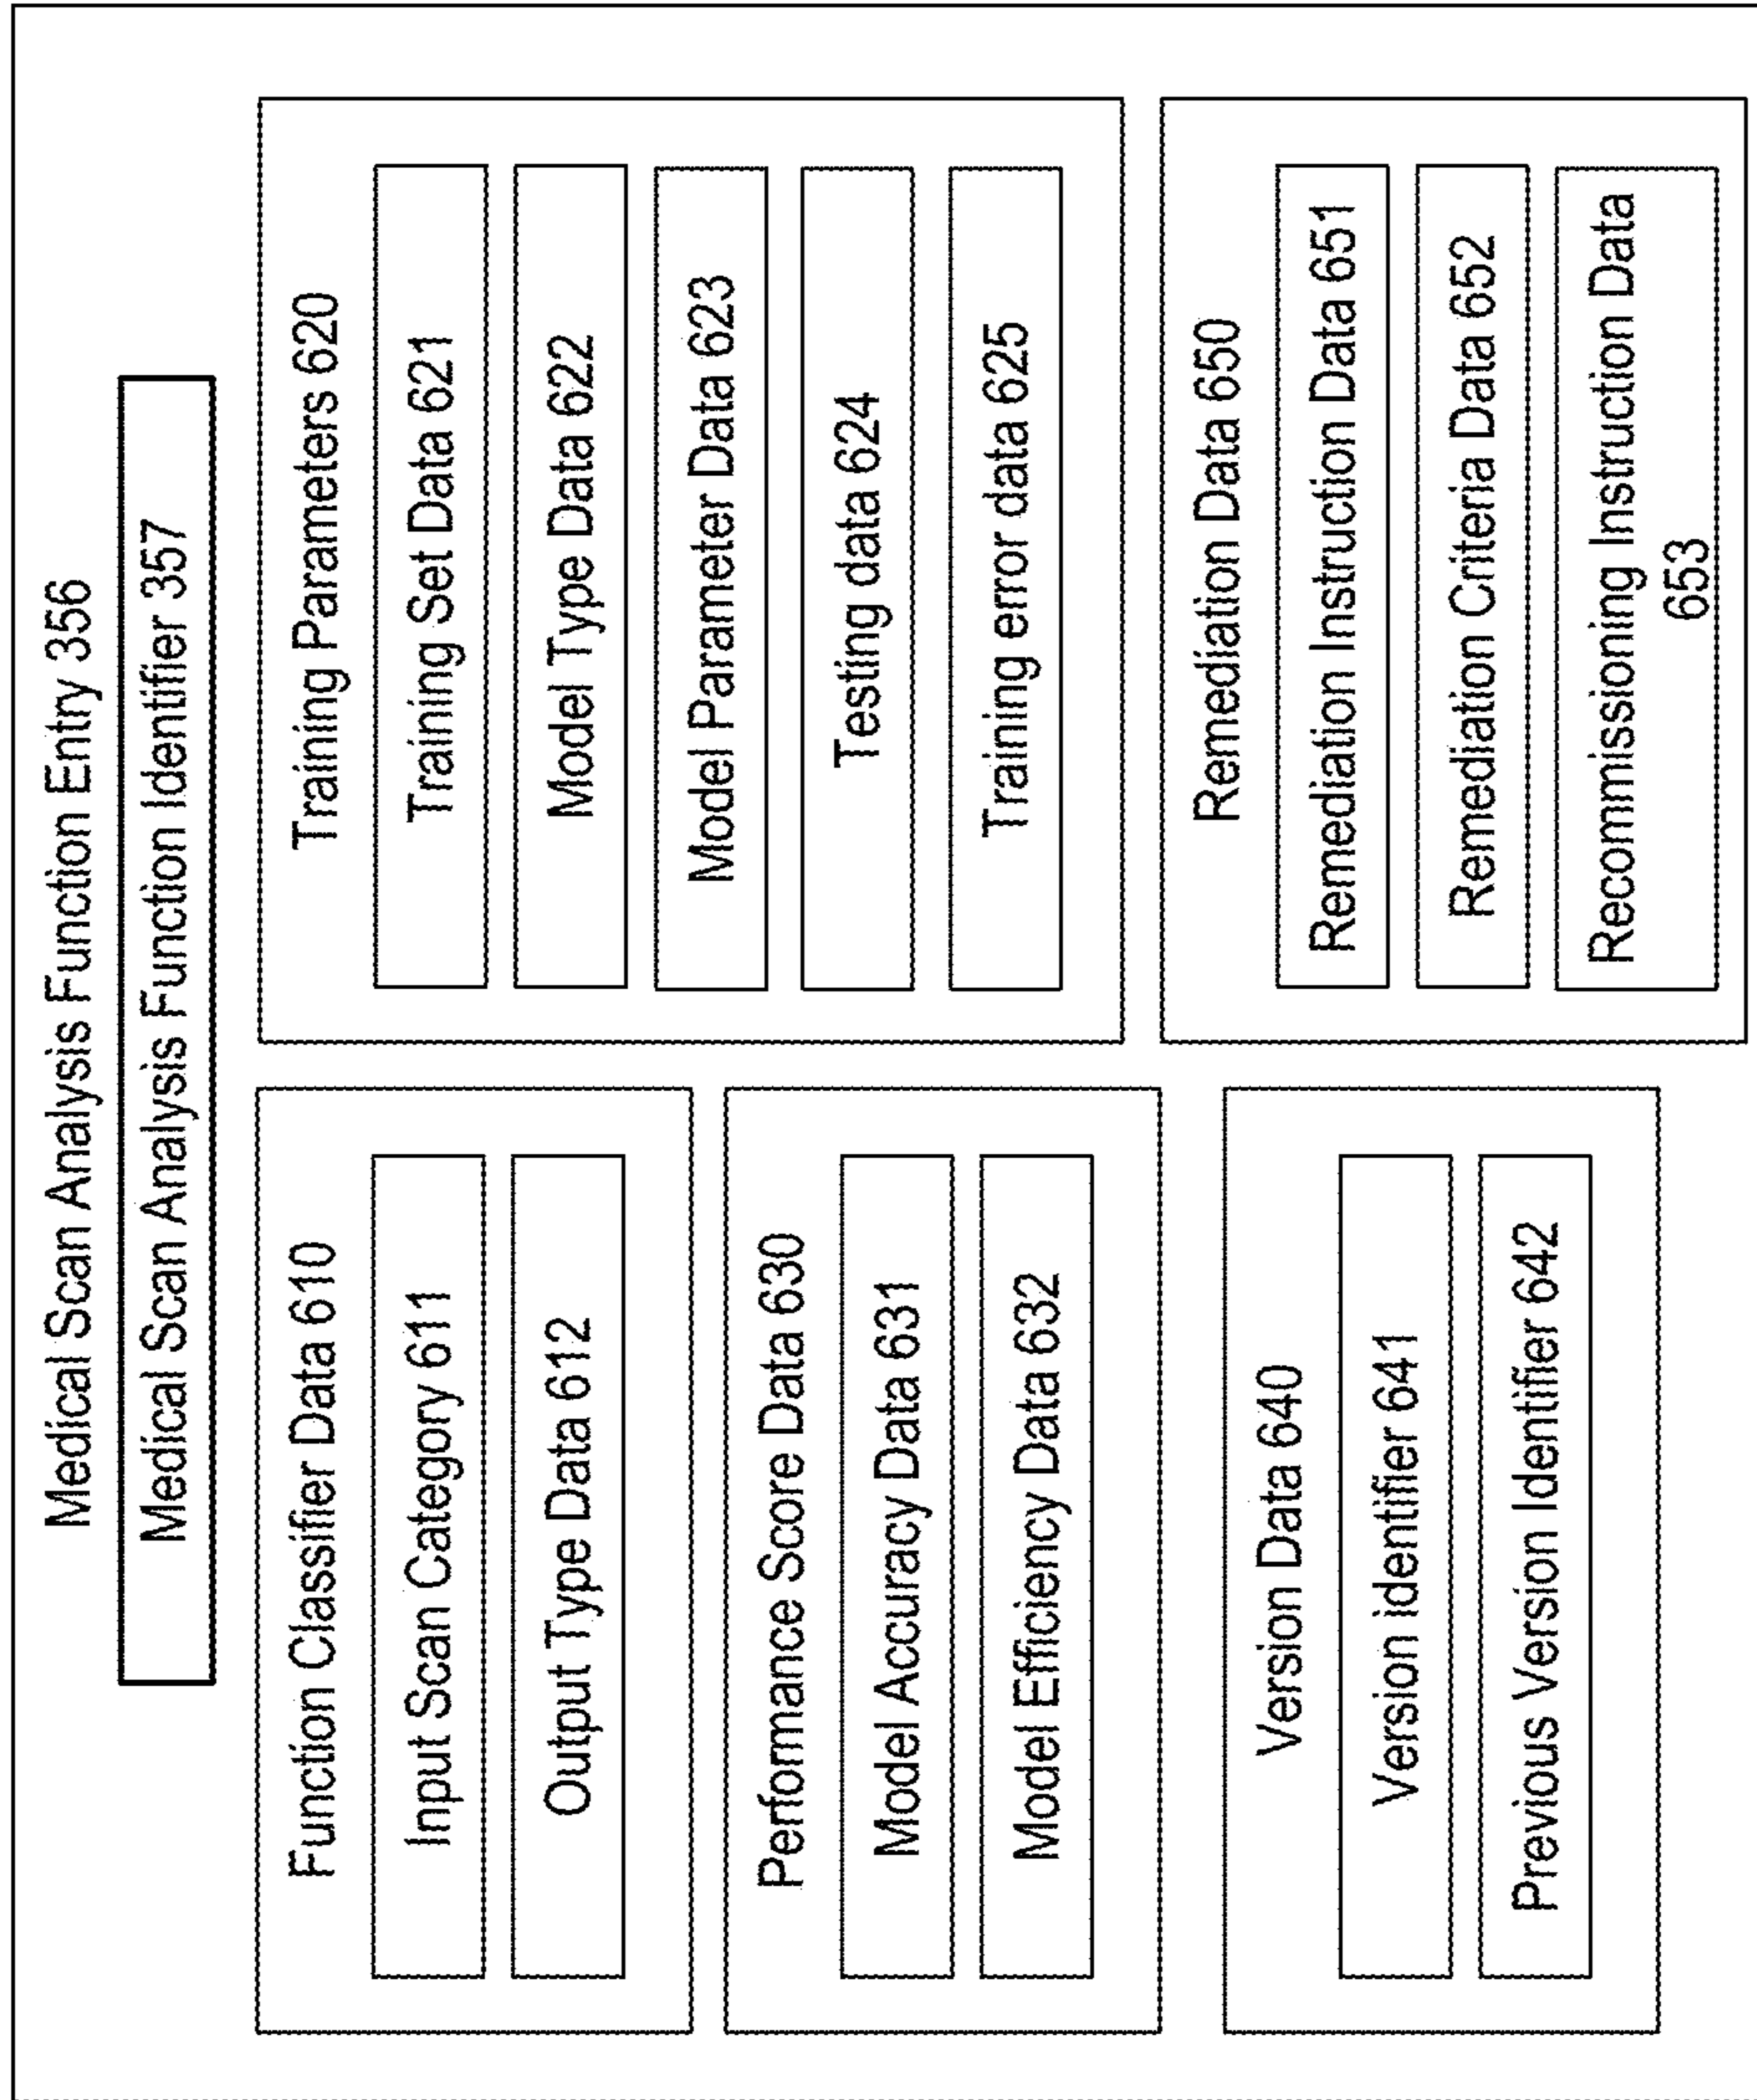 Medical Scan Analysis Function Entry 356
Medical Scan Analysis Function Identifier 357
Function Classifier Data 610
Input Scan Category 611
Output Type Data 612
Performance Score Data 630
Model Accuracy Data 631
Model Efficiency Data 632
Version Data 640
Version identifier 641
Previous Version Identifier 642
Training Parameters 620
Training Set Data 621
Model Type Data 622
Model Parameter Data 623
Testing data 624
Training error data 625
Remediation Data 650
Remediation Instruction Data 651
Remediation Criteria Data 652
Recommissioning Instruction Data
653